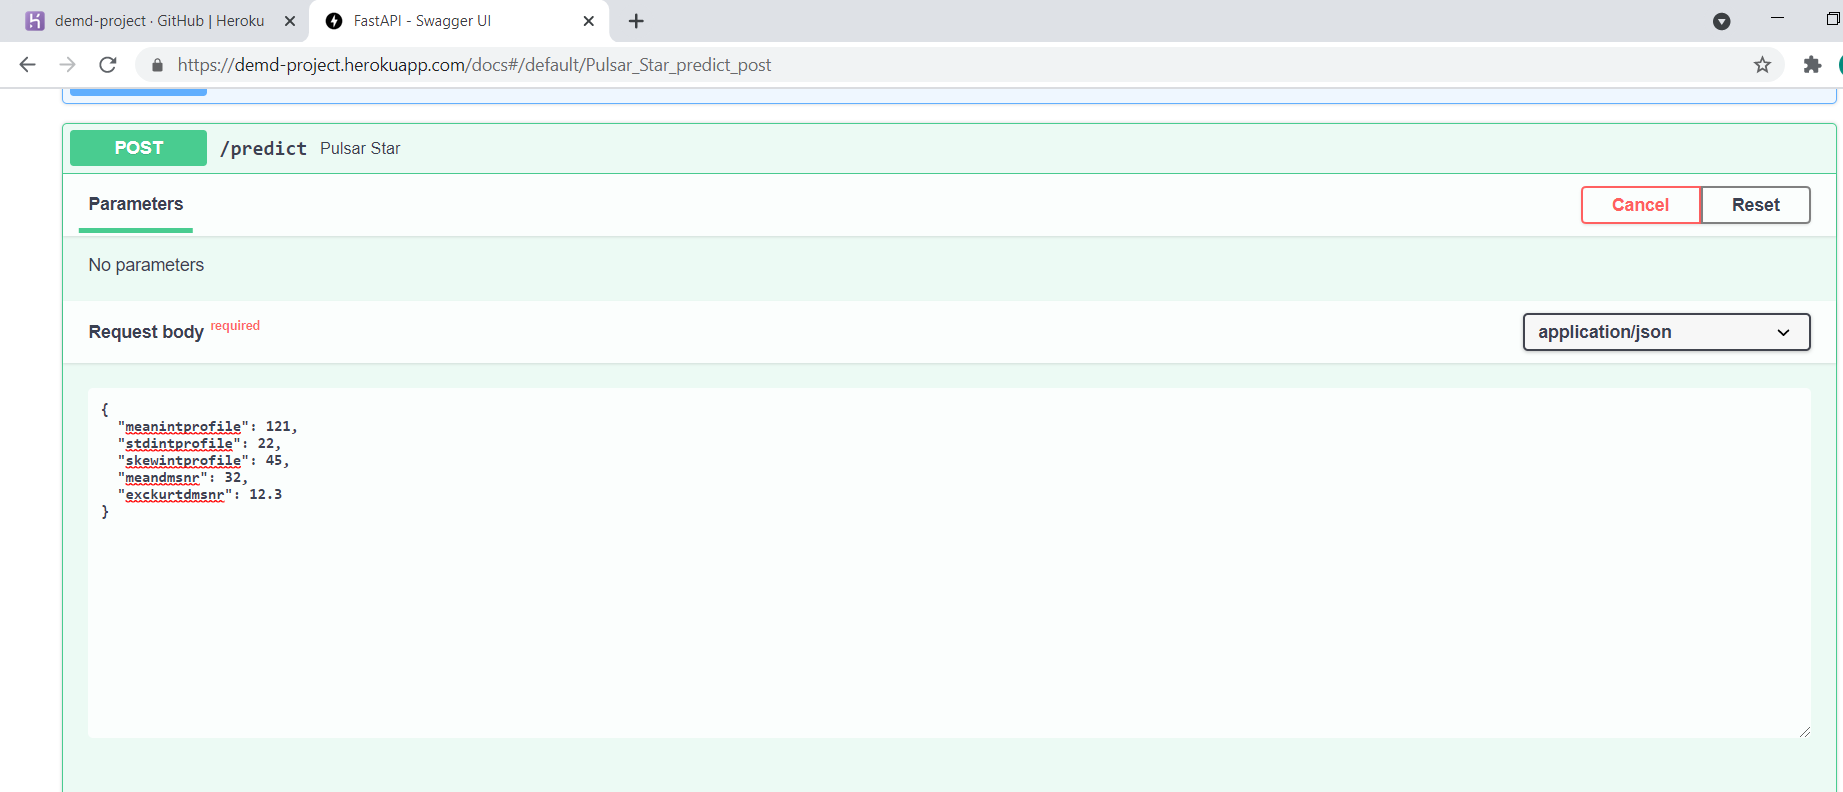 demd-project · GitHub | Heroku
FastAPI - Swagger UI
https://demd-project.herokuapp.com/docs#/default/Pulsar_Star_predict_post
POST /predict Pulsar Star
Parameters
Cancel
Reset
No parameters
Request body required
application/json
{
"meanintprofile": 121,
"stdintprofile": 22,
"skewintprofile": 45,
"meandmsnr": 32,
"exckurtdmsnr": 12.3
}